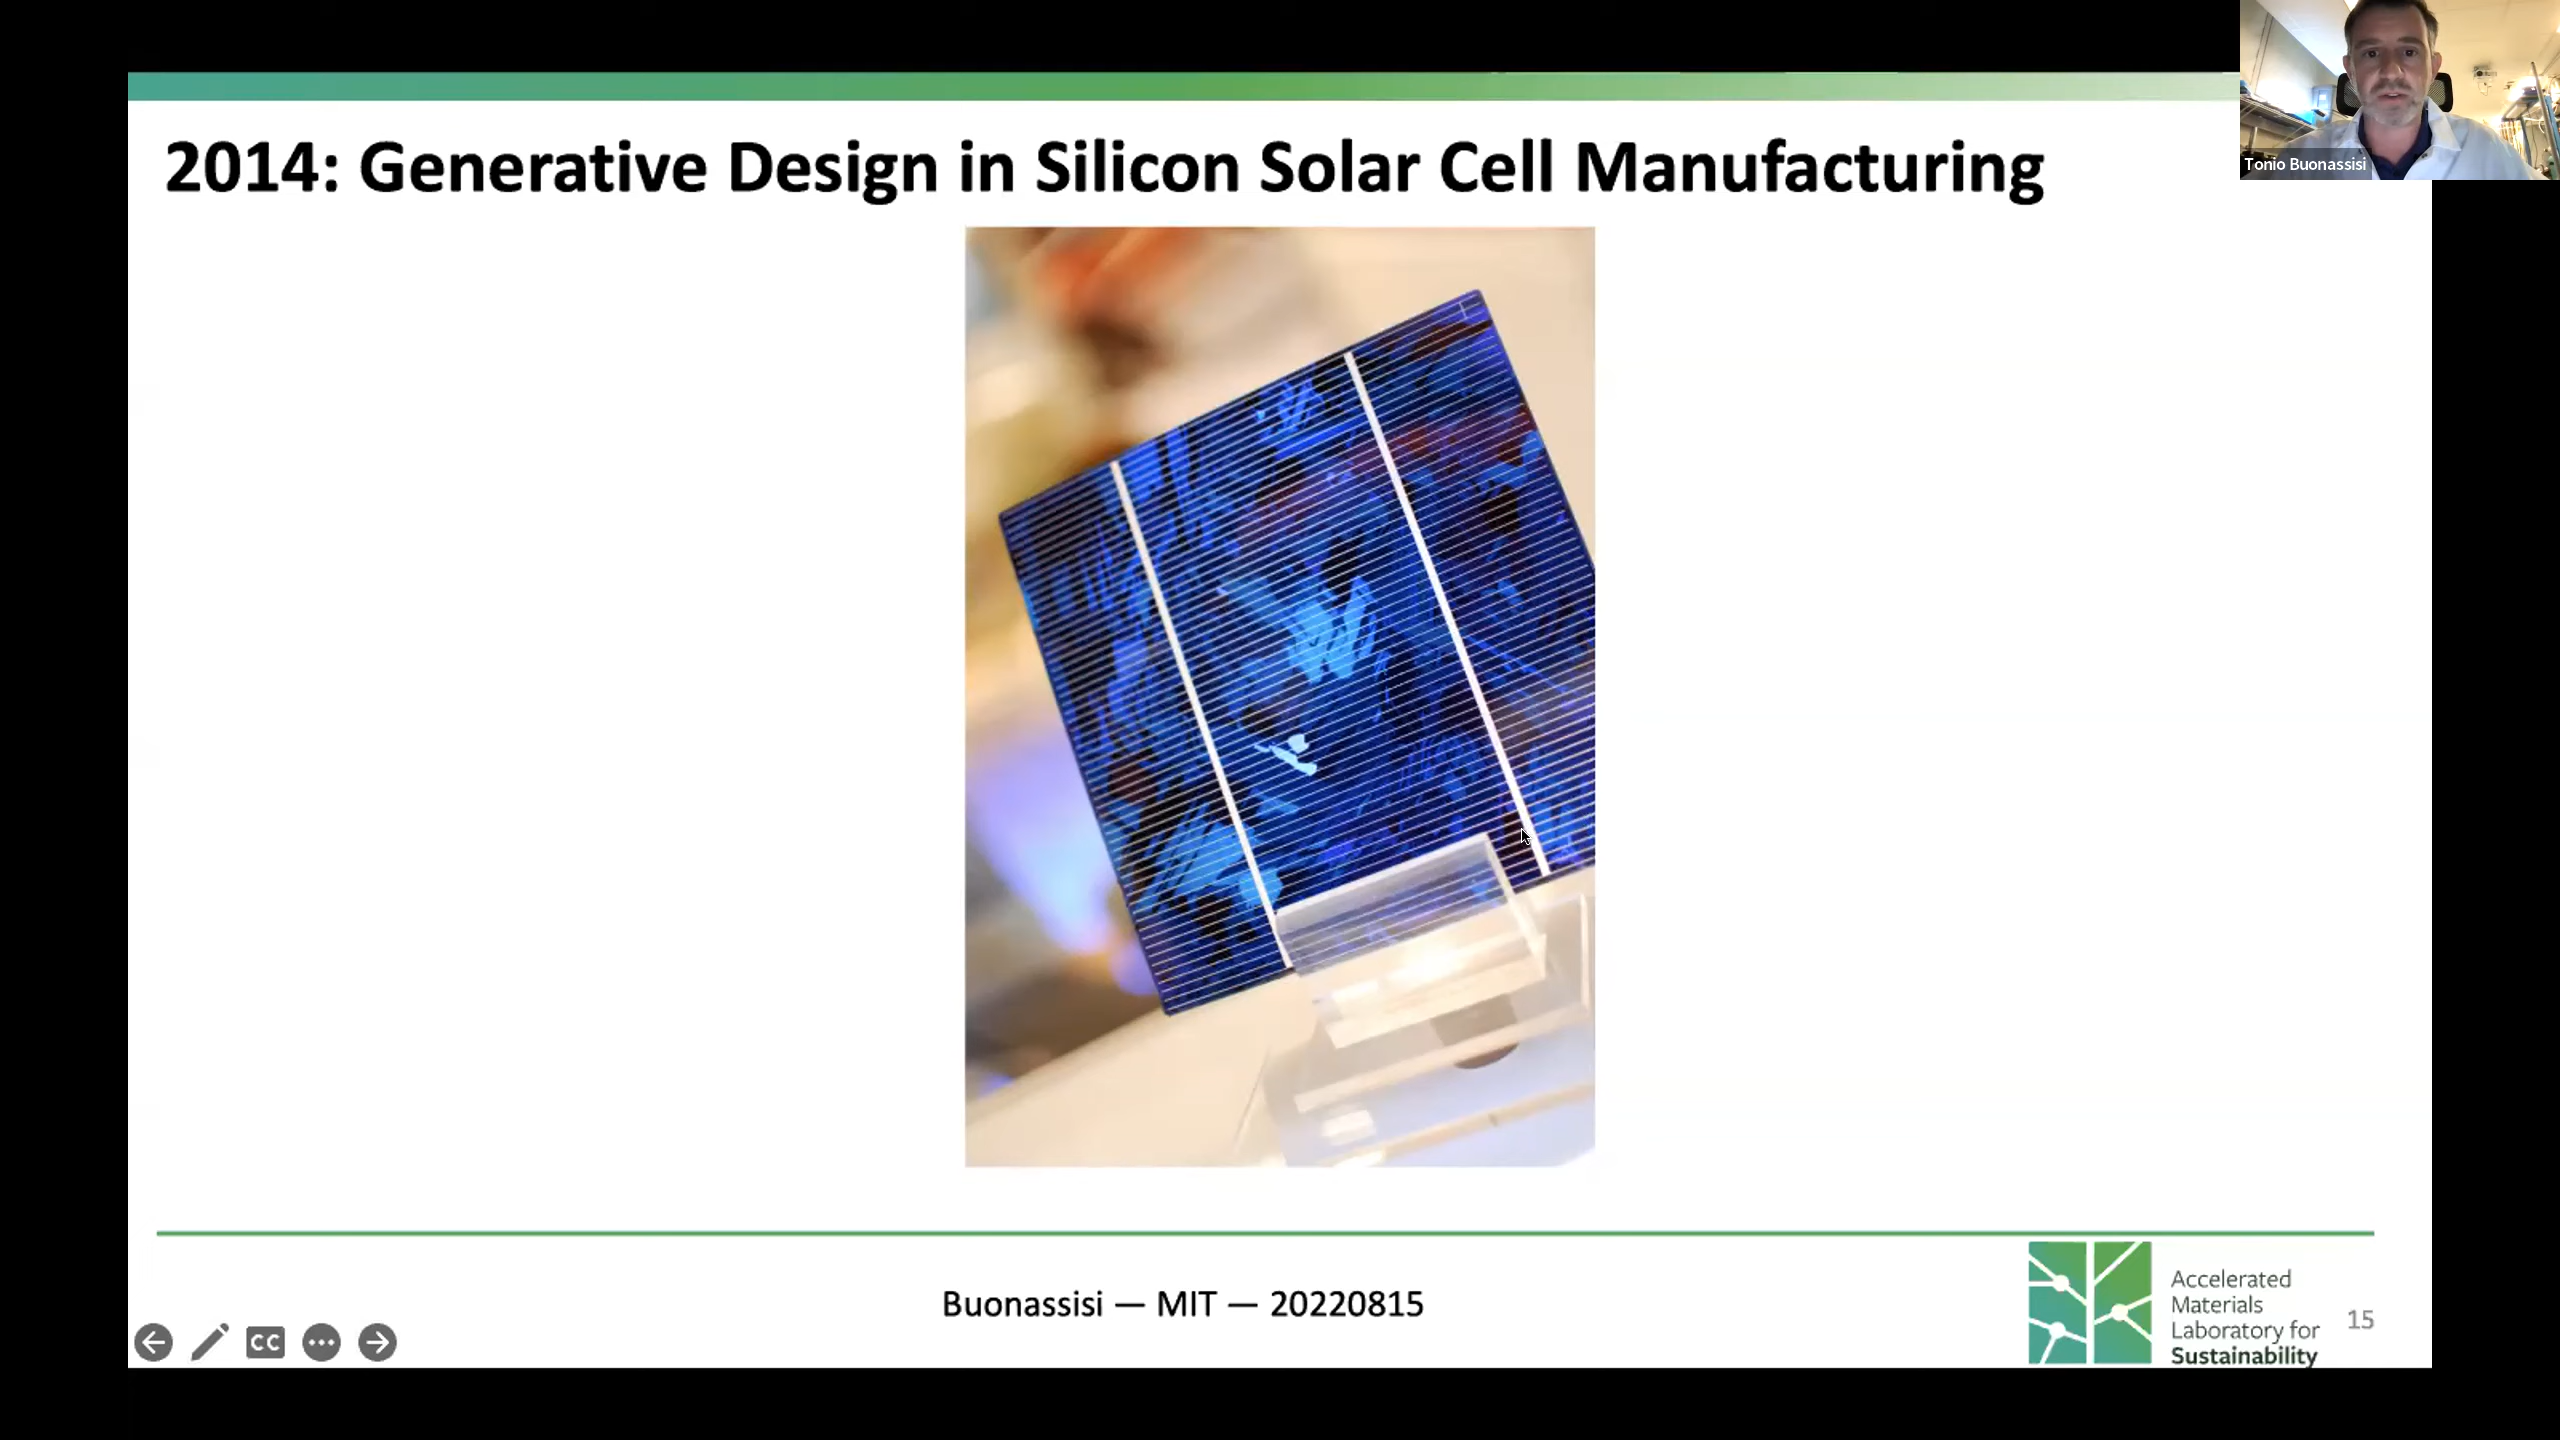 2014: Generative Design in Silicon Solar Cell Manufacturing
Tonio Buonassisi
Buonassisi — MIT — 20220815
Accelerated
Materials
Laboratory for
Sustainability
15
CC